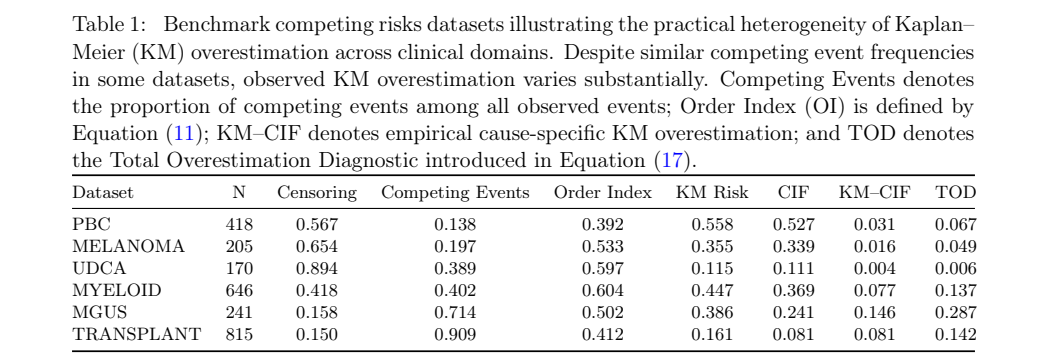 Table 1: Benchmark competing risks datasets illustrating the practical heterogeneity of Kaplan–
Meier (KM) overestimation across clinical domains. Despite similar competing event frequencies
in some datasets, observed KM overestimation varies substantially. Competing Events denotes
the proportion of competing events among all observed events; Order Index (OI) is defined by
Equation (11); KM–CIF denotes empirical cause-specific KM overestimation; and TOD denotes
the Total Overestimation Diagnostic introduced in Equation (17).
Dataset N Censoring Competing Events Order Index KM Risk CIF KM–CIF TOD
PBC 418 0.567 0.138 0.392 0.558 0.527 0.031 0.067
MELANOMA 205 0.654 0.197 0.533 0.355 0.339 0.016 0.049
UDCA 170 0.894 0.389 0.597 0.115 0.111 0.004 0.006
MYELOID 646 0.418 0.402 0.604 0.447 0.369 0.077 0.137
MGUS 241 0.158 0.714 0.502 0.386 0.241 0.146 0.287
TRANSPLANT 815 0.150 0.909 0.412 0.161 0.081 0.081 0.142